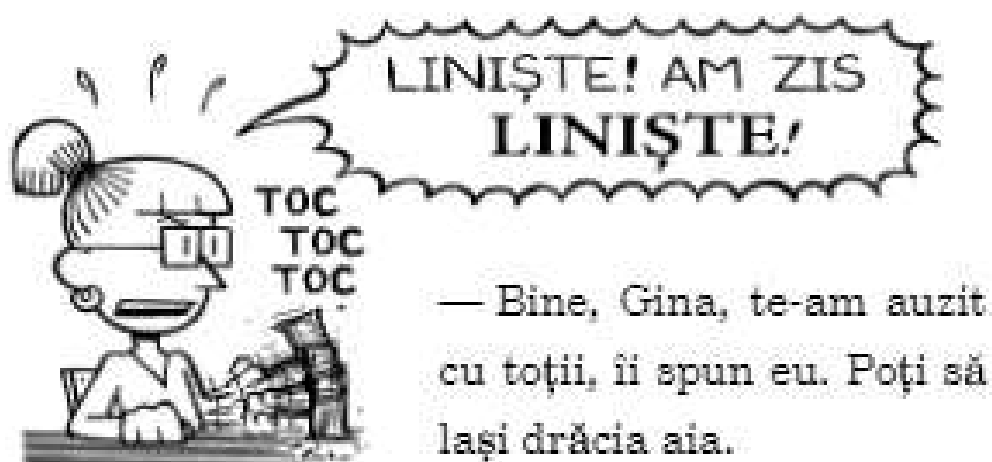 LINIȘTE! AM ZIS
LINIȘTE!
TOC
TOC
TOC
— Bine, Gina, te-am auzit
cu toții, îi spun eu. Poți să
lași drăcia aia.